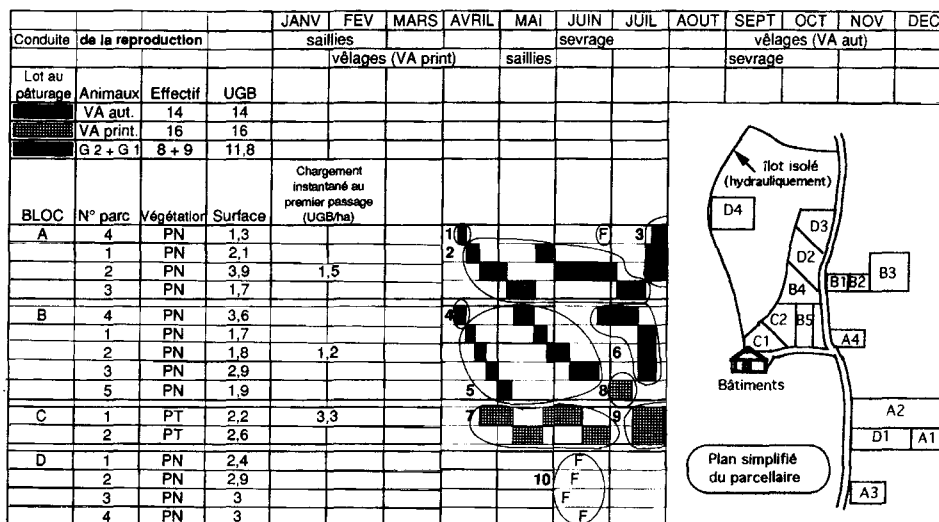 JANV FEV MARS AVRIL MAI JUIN JUIL AOUT SEPT OCT NOV DEC
Conduite de la reproduction saillies sevrage vêlages (VA aut)
vêlages (VA print) saillies sevrage
Lot au
pâturage Animaux Effectif UGB
VA aut. 14 14
VA print. 16 16
G 2 + G 1 8 + 9 11,8
Chargement
instantané au
premier passage
BLOC N° parc Végétation Surface (UGB/ha)
A 4 PN 1,3 1 F 3
1 PN 2,1 2
2 PN 3,9 1,5
3 PN 1,7
B 4 PN 3,6 4
1 PN 1,7
2 PN 1,8 1,2 6
3 PN 2,9
5 PN 1,9 5 8
C 1 PT 2,2 3,3 7 9
2 PT 2,6
D 1 PN 2,4 F
2 PN 2,9 10 F
3 PN 3 F
4 PN 3 F
îlot isolé
(hydrauliquement)
D4
D3
D2
B1 B2 B3
B4
C2 B5
C1 A4
Bâtiments
A2
D1 A1
Plan simplifié
du parcellaire
A3